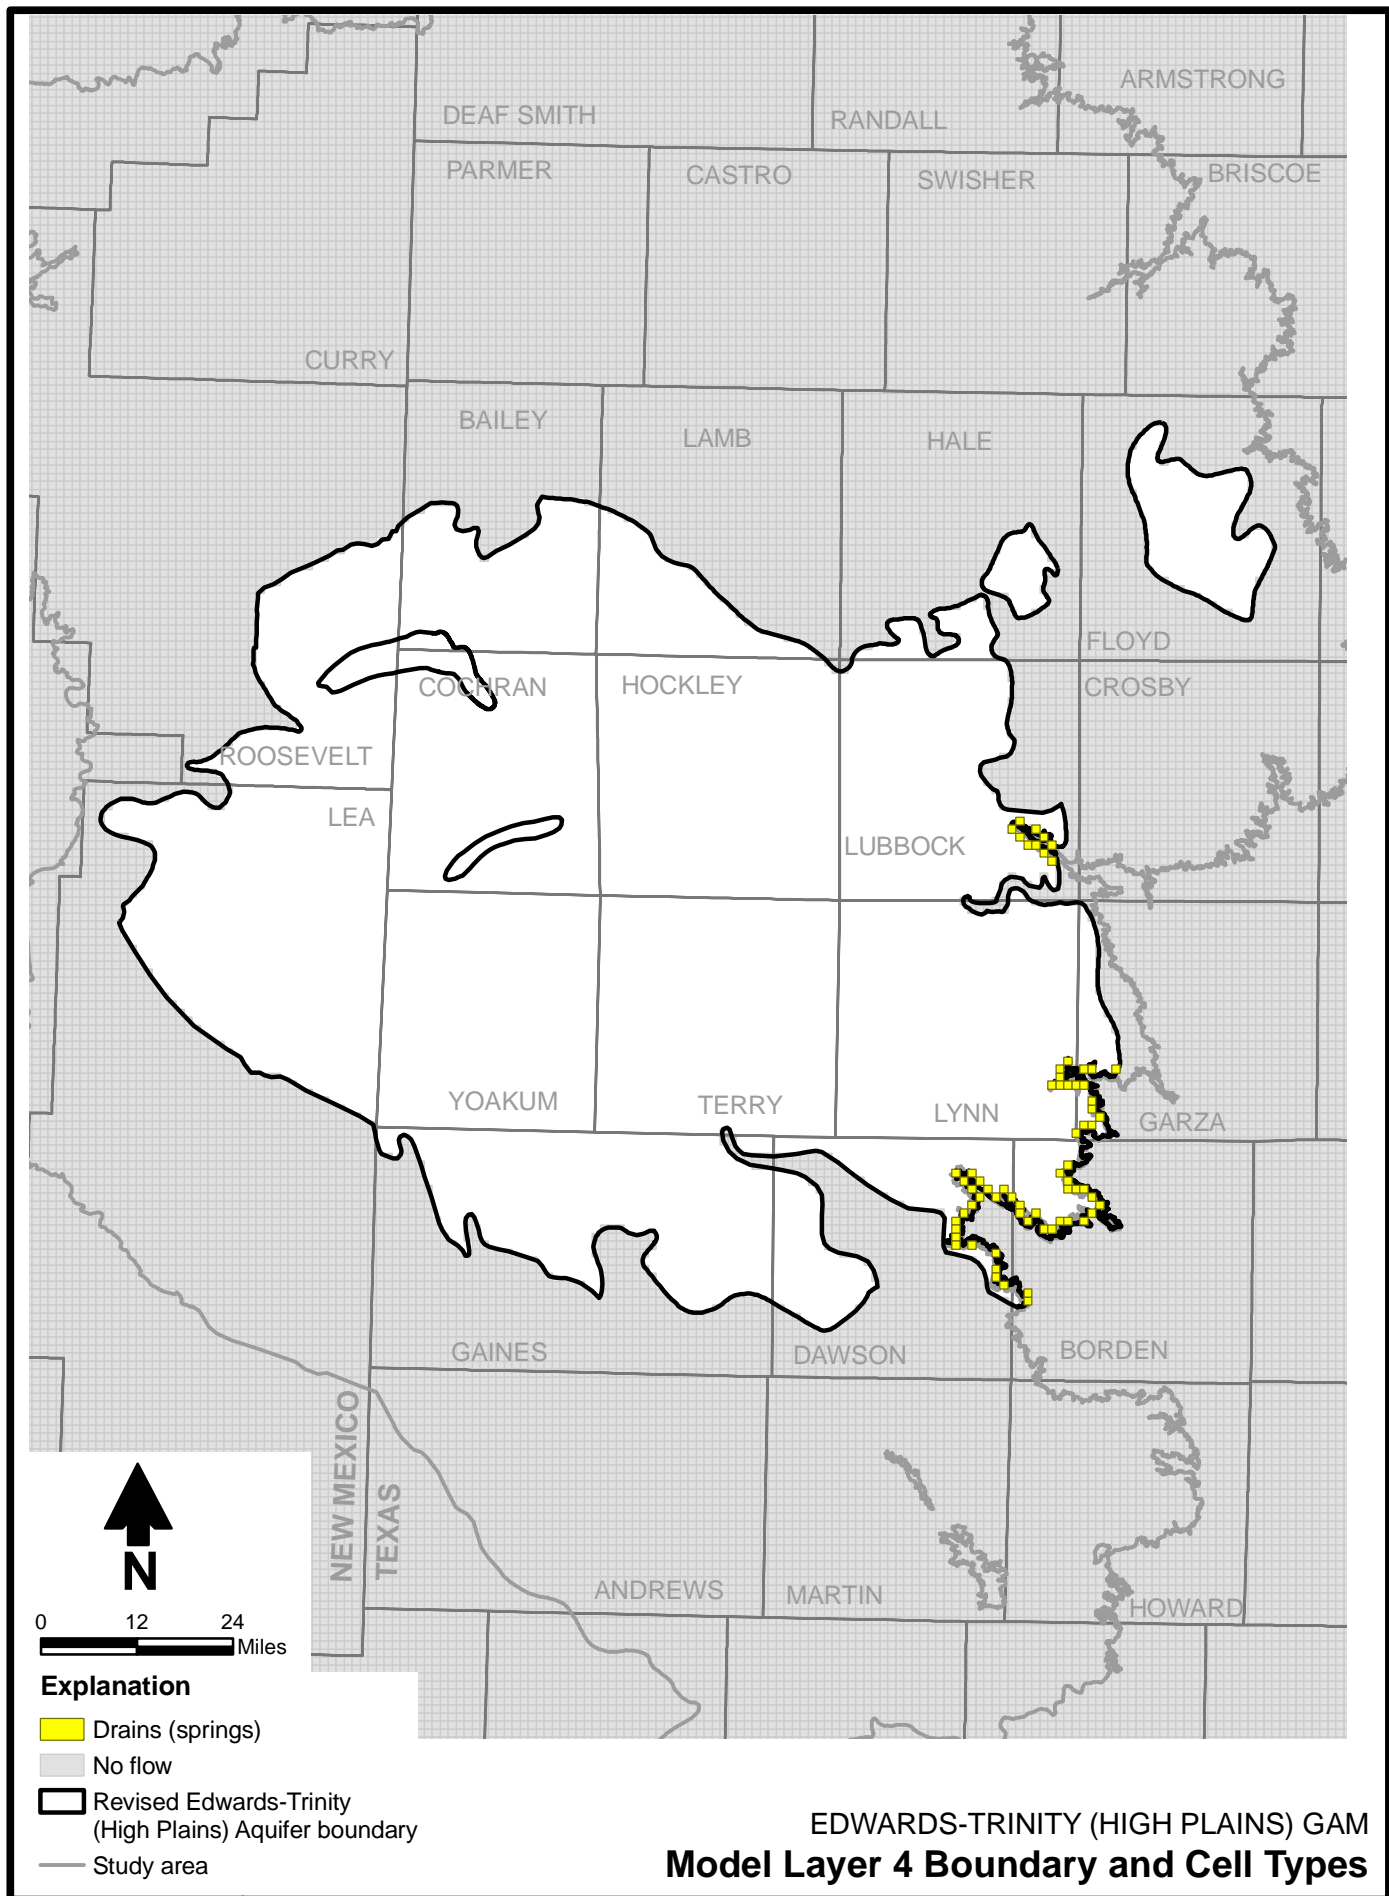 ARMSTRONG
DEAF SMITH
RANDALL
PARMER
CASTRO
SWISHER
BRISCOE
CURRY
BAILEY
LAMB
HALE
FLOYD
COCHRAN
HOCKLEY
CROSBY
ROOSEVELT
LEA
LUBBOCK
YOAKUM
TERRY
LYNN
GARZA
GAINES
DAWSON
BORDEN
NEW MEXICO
TEXAS
ANDREWS
MARTIN
HOWARD
N
0 12 24
Miles
Explanation
Drains (springs)
No flow
Revised Edwards-Trinity
(High Plains) Aquifer boundary
Study area
EDWARDS-TRINITY (HIGH PLAINS) GAM
Model Layer 4 Boundary and Cell Types